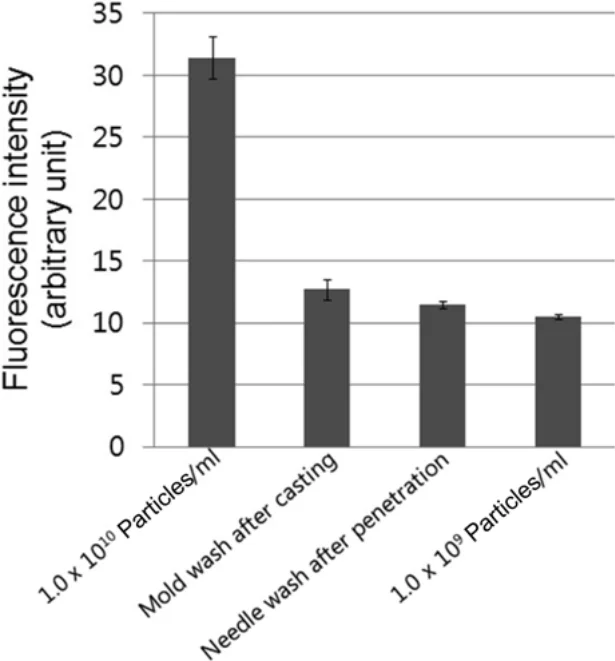 35
30
25
20
15
10
5
0
Fluorescence intensity
(arbitrary unit)
1.0 x 10¹⁰ Particles/ml
Mold wash after casting
Needle wash after penetration
1.0 x 10⁹ Particles/ml